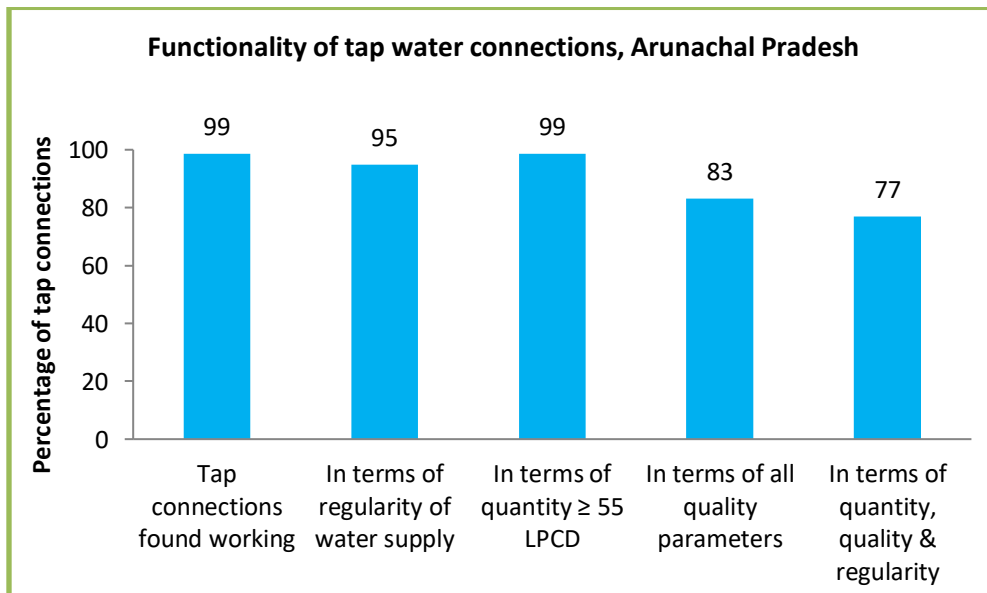 Functionality of tap water connections, Arunachal Pradesh
Percentage of tap connections
100
80
60
40
20
0
99
95
99
83
77
Tap
connections
found working
In terms of
regularity of
water supply
In terms of
quantity ≥ 55
LPCD
In terms of all
quality
parameters
In terms of
quantity,
quality &
regularity